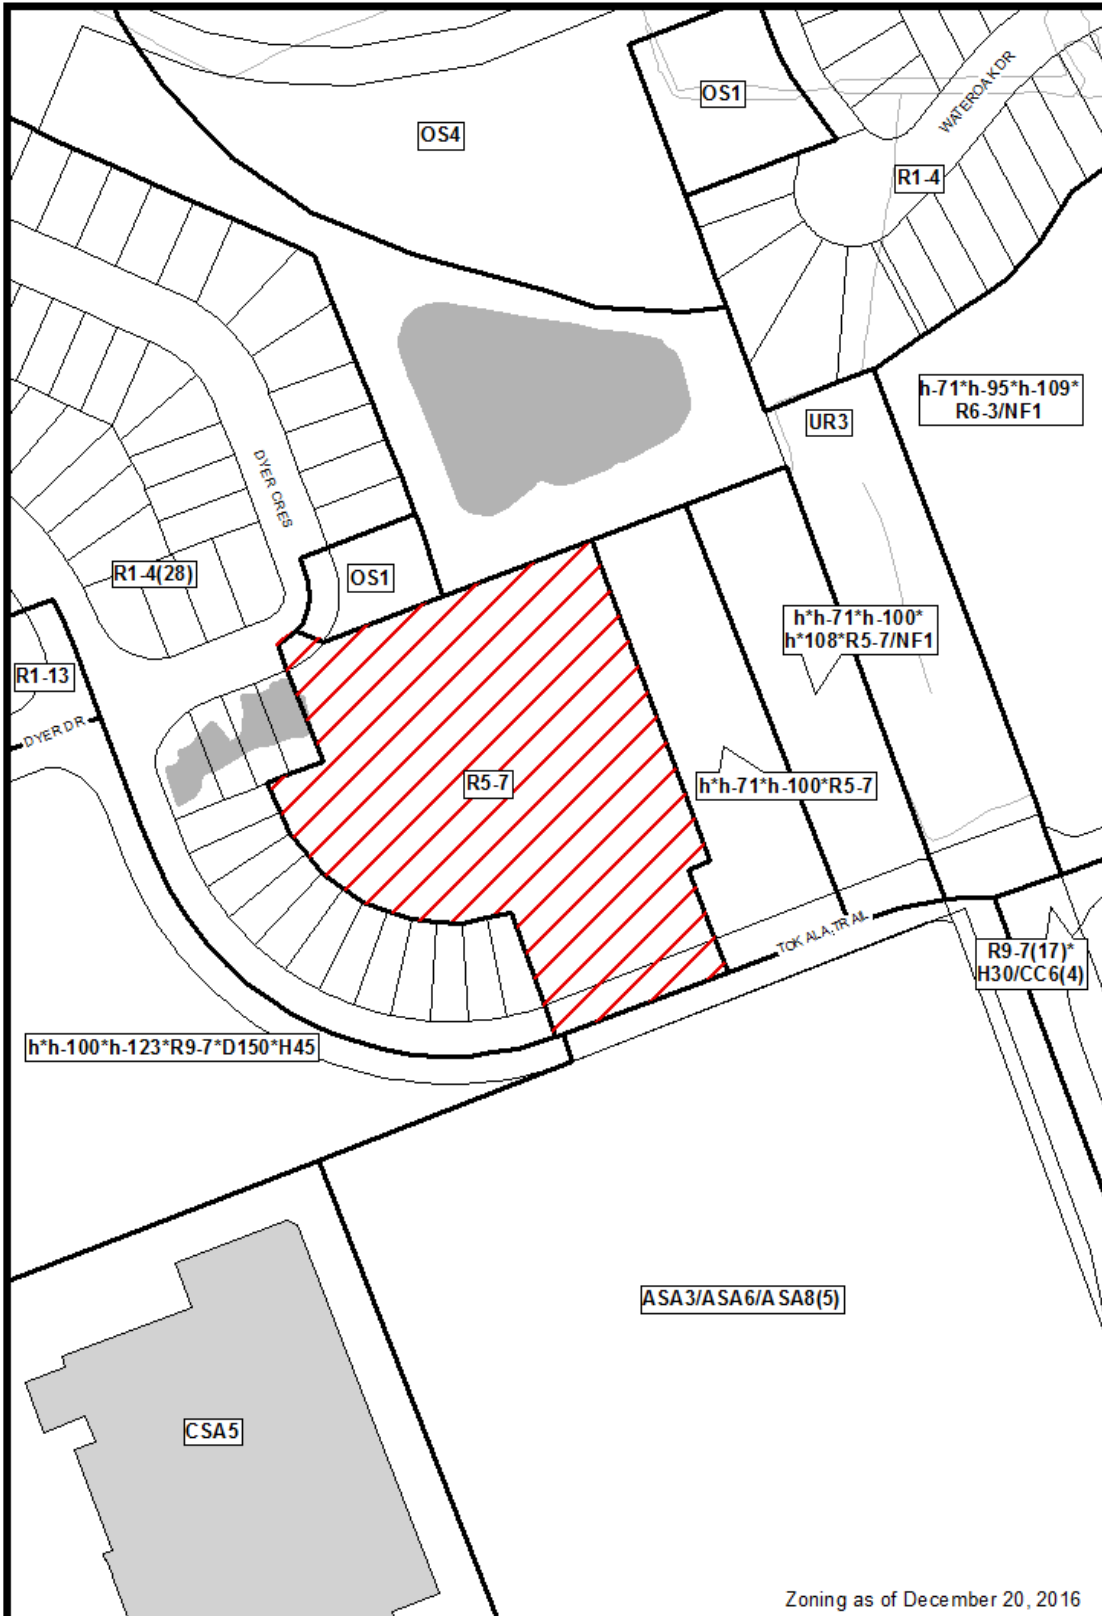 OS1
OS4
WATEROAK DR
R1-4
h-71*h-95*h-109*
R6-3/NF1
UR3
DYER CRES
R1-4(28)
OS1
h*h-71*h-100*
h*108*R5-7/NF1
R1-13
DYER DR
R5-7
h*h-71*h-100*R5-7
TOKALA TRAIL
R9-7(17)*
H30/CC6(4)
h*h-100*h-123*R9-7*D150*H45
ASA3/ASA6/ASA8(5)
CSA5
Zoning as of December 20, 2016